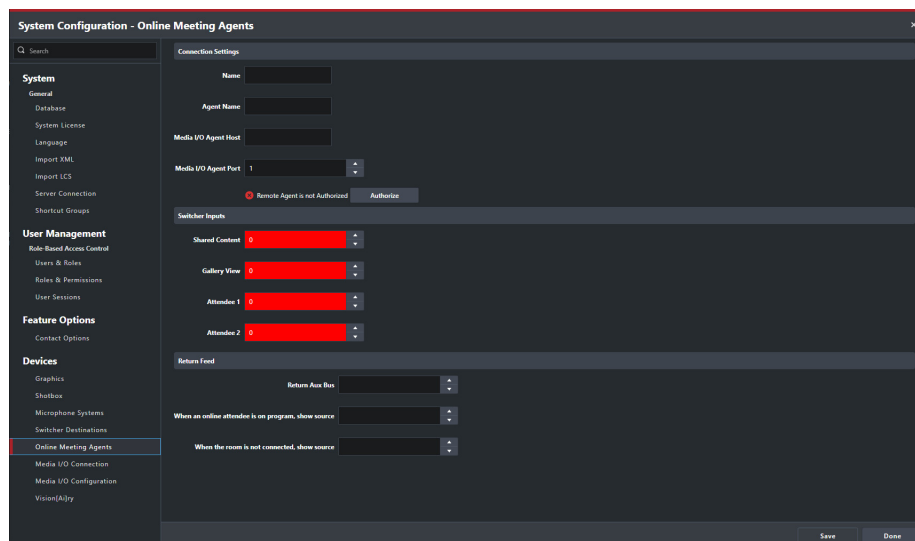 System Configuration - Online Meeting Agents
Search
System
General
Database
System License
Language
Import XML
Import LCS
Server Connection
Shortcut Groups
User Management
Role-Based Access Control
Users & Roles
Roles & Permissions
User Sessions
Feature Options
Contact Options
Devices
Graphics
Shotbox
Microphone Systems
Switcher Destinations
Online Meeting Agents
Media I/O Connection
Media I/O Configuration
Vision[Ai]ry
Connection Settings
Name
Agent Name
Media I/O Agent Host
Media I/O Agent Port 1
Remote Agent is not Authorized Authorize
Switcher Inputs
Shared Content 0
Gallery View 0
Attendee 1 0
Attendee 2 0
Return Feed
Return Aux Bus
When an online attendee is on program, show source
When the room is not connected, show source
Save Done